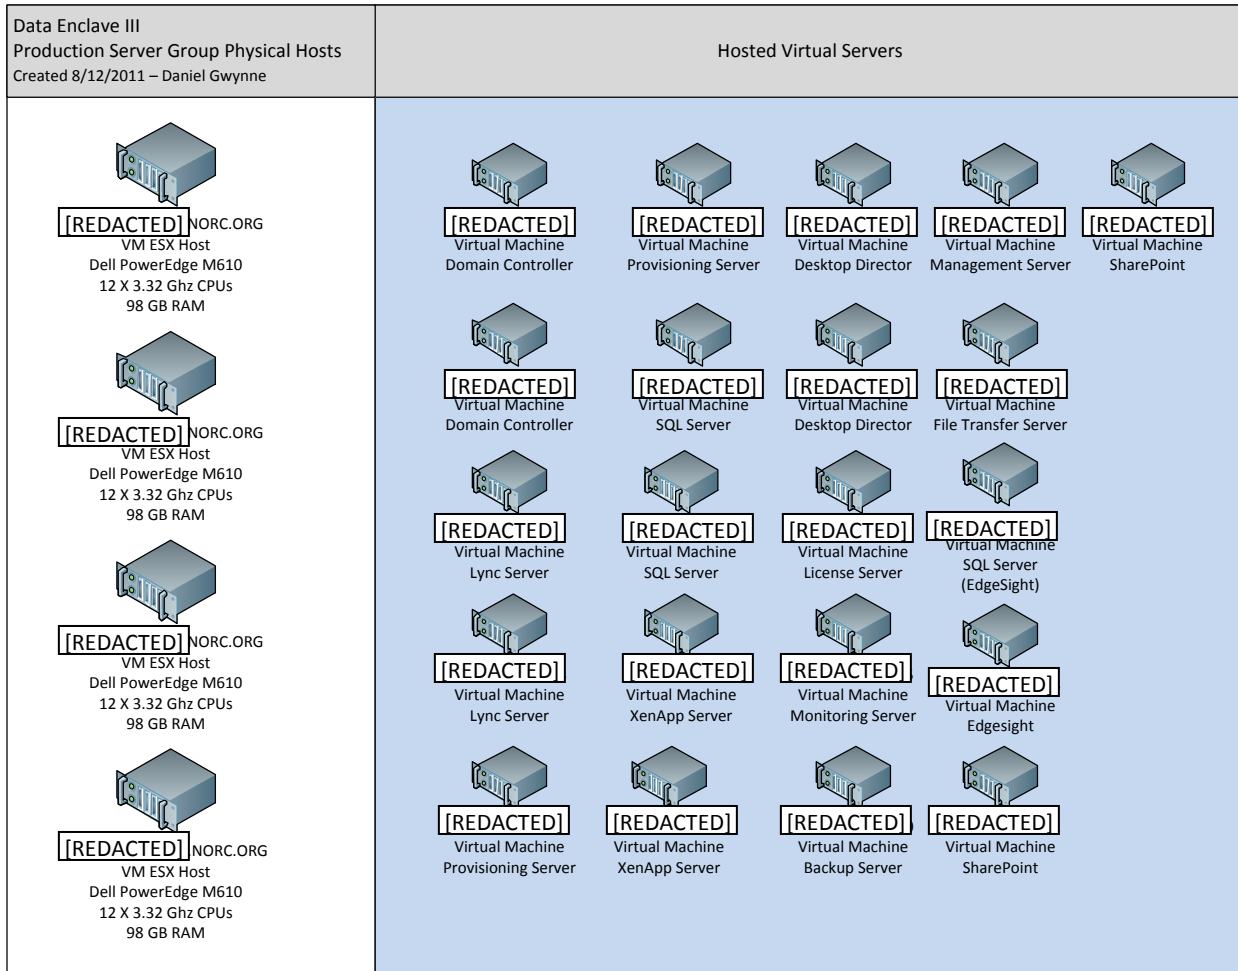 Data Enclave III
Production Server Group Physical Hosts
Created 8/12/2011 – Daniel Gwynne
Hosted Virtual Servers
[REDACTED] NORC.ORG
VM ESX Host
Dell PowerEdge M610
12 X 3.32 Ghz CPUs
98 GB RAM
[REDACTED] NORC.ORG
VM ESX Host
Dell PowerEdge M610
12 X 3.32 Ghz CPUs
98 GB RAM
[REDACTED] NORC.ORG
VM ESX Host
Dell PowerEdge M610
12 X 3.32 Ghz CPUs
98 GB RAM
[REDACTED] NORC.ORG
VM ESX Host
Dell PowerEdge M610
12 X 3.32 Ghz CPUs
98 GB RAM
[REDACTED]
Virtual Machine
Domain Controller
[REDACTED]
Virtual Machine
Provisioning Server
[REDACTED]
Virtual Machine
Desktop Director
[REDACTED]
Virtual Machine
Management Server
[REDACTED]
Virtual Machine
SharePoint
[REDACTED]
Virtual Machine
Domain Controller
[REDACTED]
Virtual Machine
SQL Server
[REDACTED]
Virtual Machine
Desktop Director
[REDACTED]
Virtual Machine
File Transfer Server
[REDACTED]
Virtual Machine
Lync Server
[REDACTED]
Virtual Machine
SQL Server
[REDACTED]
Virtual Machine
License Server
[REDACTED]
Virtual Machine
SQL Server
(EdgeSight)
[REDACTED]
Virtual Machine
Lync Server
[REDACTED]
Virtual Machine
XenApp Server
[REDACTED]
Virtual Machine
Monitoring Server
[REDACTED]
Virtual Machine
Edgesight
[REDACTED]
Virtual Machine
Provisioning Server
[REDACTED]
Virtual Machine
XenApp Server
[REDACTED]
Virtual Machine
Backup Server
[REDACTED]
Virtual Machine
SharePoint